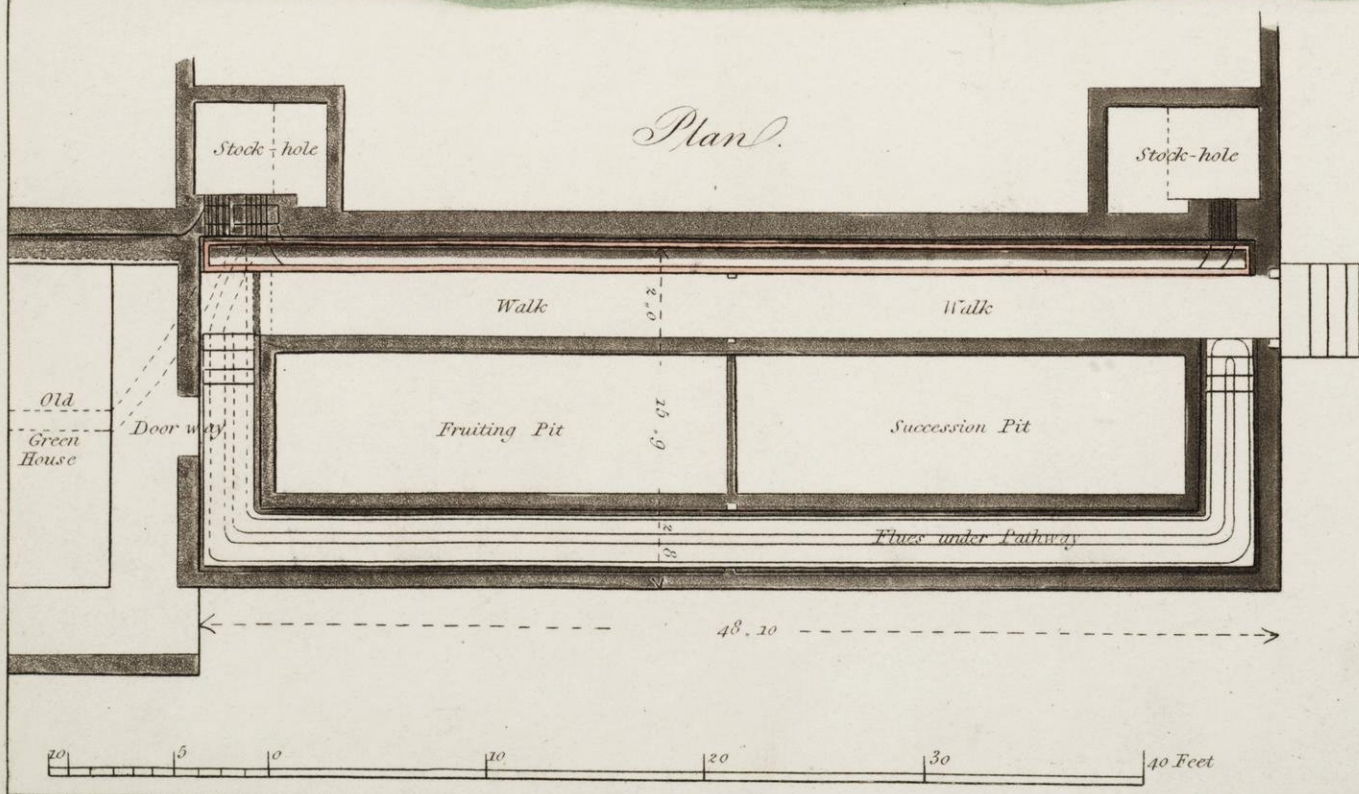 Plan.
Stock-hole
Stock-hole
Walk
Walk
2.0
Old
Green
House
Door way
Fruiting Pit
15.9
Succession Pit
2.8
Flues under Pathway
48.10
10 5 0 10 20 30 40 Feet